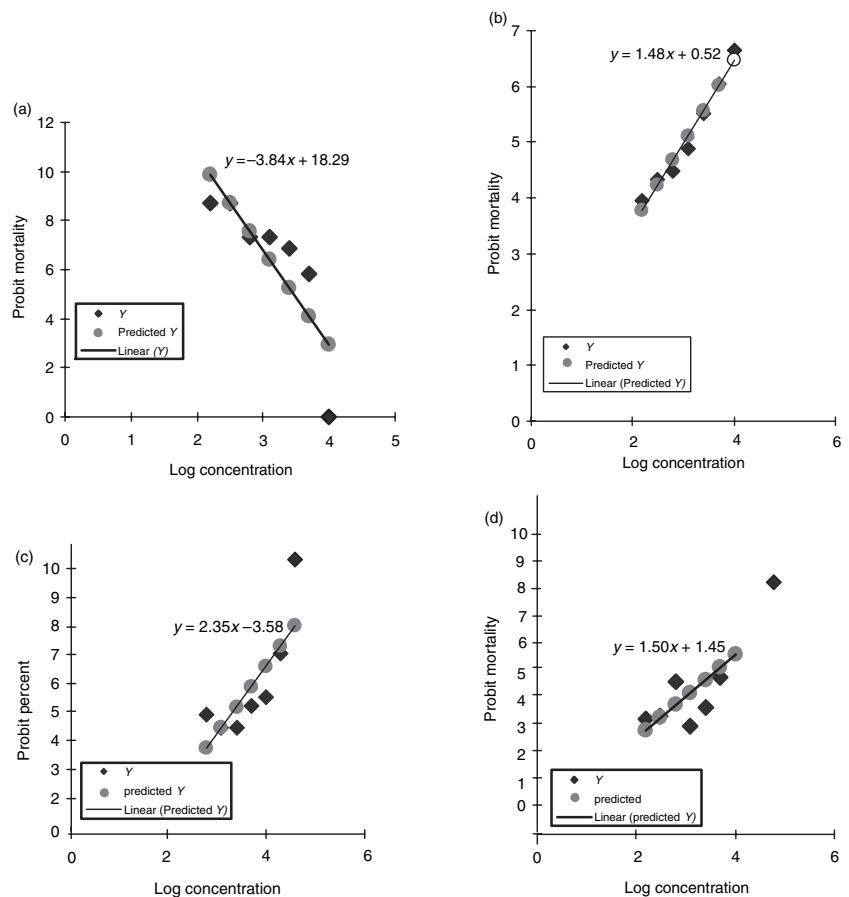 (a)
y = –3.84x + 18.29
12
10
8
6
4
2
0
0 1 2 3 4 5
Probit mortality
Log concentration
Y
Predicted Y
Linear (Y)
(b)
y = 1.48x + 0.52
7
6
5
4
3
2
1
0
0 2 4 6
Probit mortality
Log concentration
Y
Predicted Y
Linear (Predicted Y)
(c)
y = 2.35x – 3.58
10
9
8
7
6
5
4
3
2
0
0 2 4 6
Probit percent
Log concentration
Y
predicted Y
Linear (Predicted Y)
(d)
y = 1.50x + 1.45
10
9
8
7
6
5
4
3
2
1
0
0 2 4 6
Probit mortality
Log concentration
Y
predicted
Linear (predicted Y)